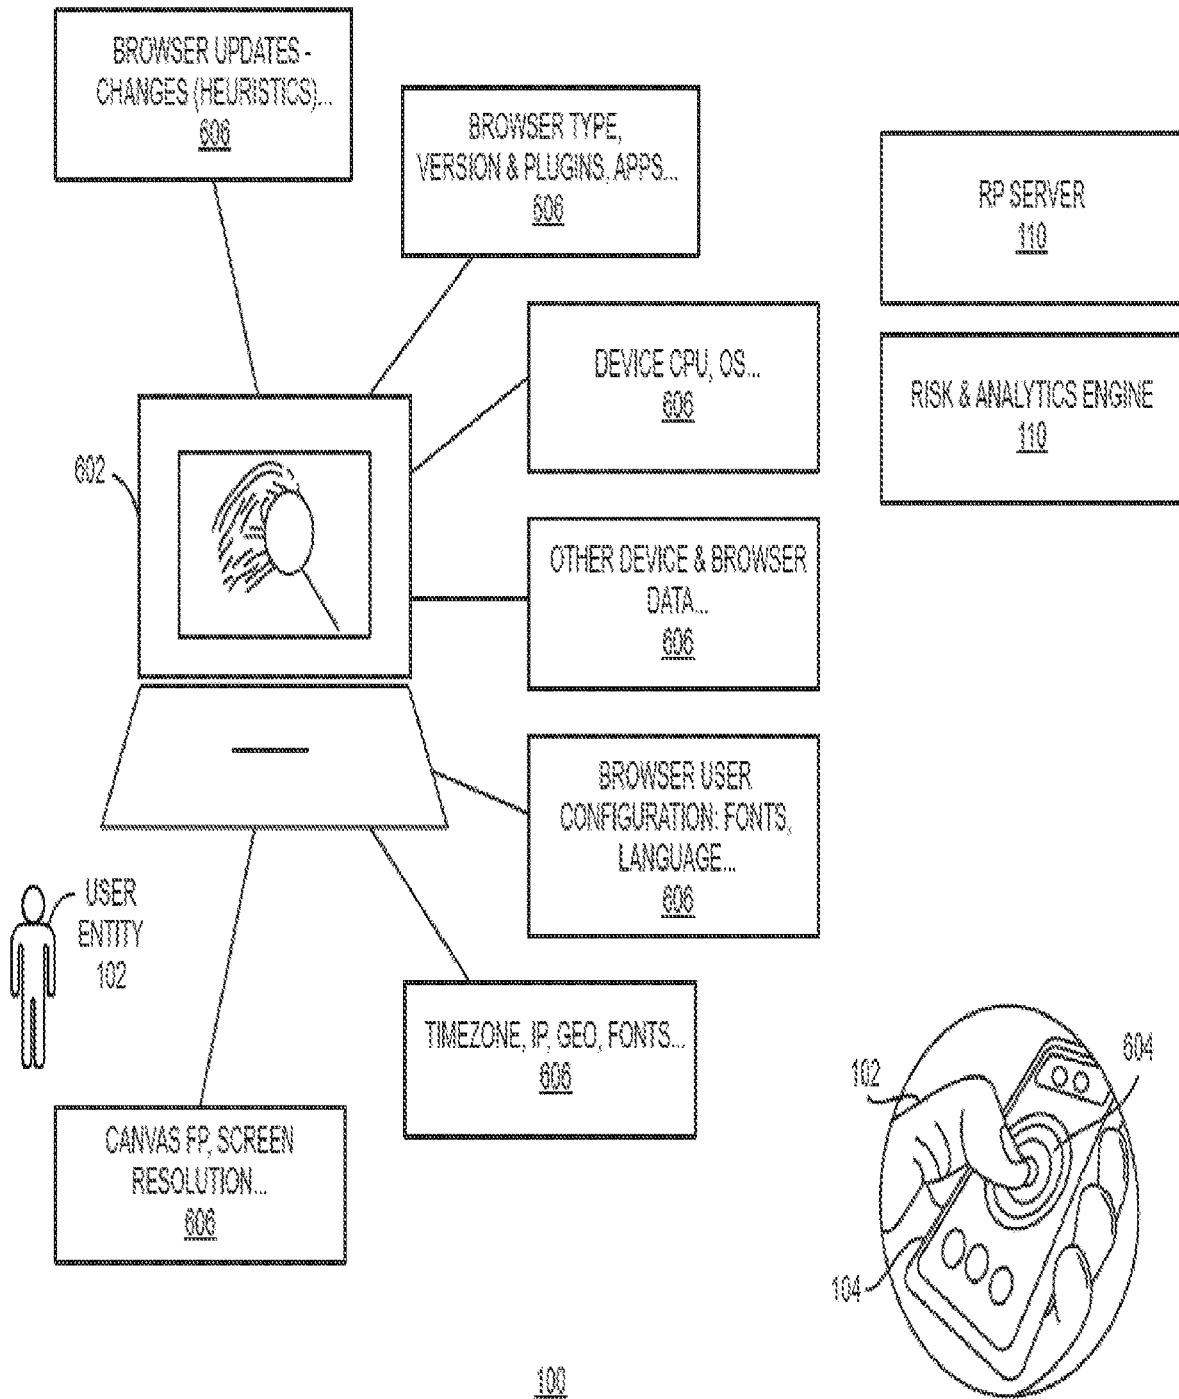 BROWSER UPDATES -
CHANGES (HEURISTICS)...
606
BROWSER TYPE,
VERSION & PLUGINS, APPS...
606
RP SERVER
110
DEVICE CPU, OS...
606
RISK & ANALYTICS ENGINE
110
602
OTHER DEVICE & BROWSER
DATA...
606
BROWSER USER
CONFIGURATION: FONTS,
LANGUAGE...
606
USER
ENTITY
102
TIMEZONE, IP, GEO, FONTS...
606
CANVAS FP, SCREEN
RESOLUTION...
606
102
604
104
100